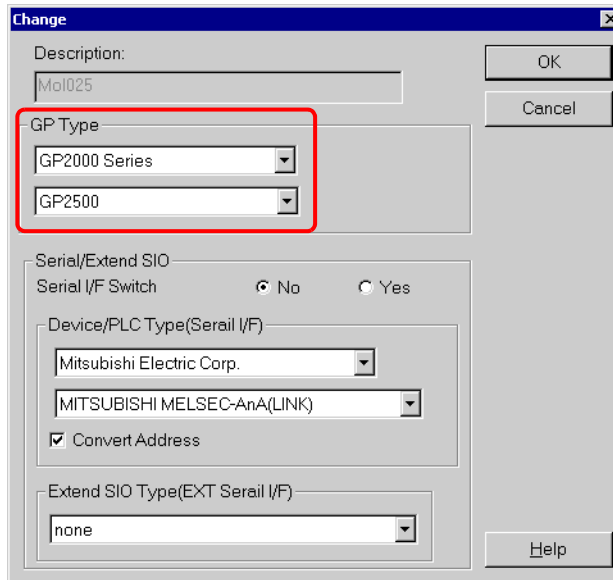 Change
Description:
Mol025
OK
Cancel
GP Type
GP2000 Series
GP2500
Serial/Extend SIO
Serial I/F Switch No Yes
Device/PLC Type(Serail I/F)
Mitsubishi Electric Corp.
MITSUBISHI MELSEC-AnA(LINK)
Convert Address
Extend SIO Type(EXT Serail I/F)
none
Help